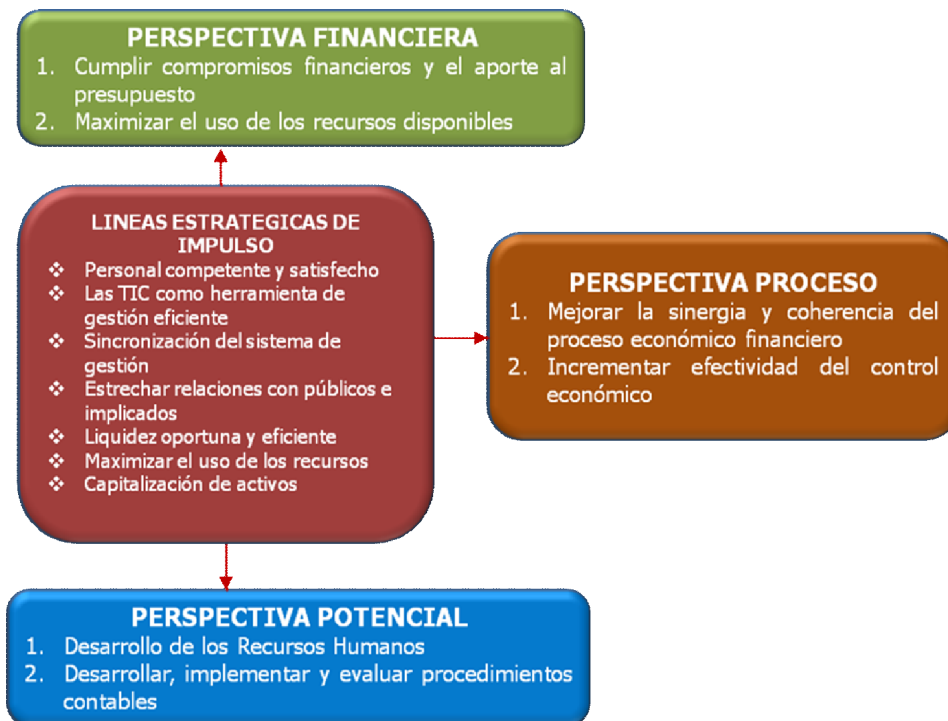 PERSPECTIVA FINANCIERA
1. Cumplir compromisos financieros y el aporte al
presupuesto
2. Maximizar el uso de los recursos disponibles
LINEAS ESTRATEGICAS DE
IMPULSO
❖ Personal competente y satisfecho
❖ Las TIC como herramienta de
gestión eficiente
❖ Sincronización del sistema de
gestión
❖ Estrechar relaciones con públicos e
implicados
❖ Liquidez oportuna y eficiente
❖ Maximizar el uso de los recursos
❖ Capitalización de activos
PERSPECTIVA PROCESO
1. Mejorar la sinergia y coherencia del
proceso económico financiero
2. Incrementar efectividad del control
económico
PERSPECTIVA POTENCIAL
1. Desarrollo de los Recursos Humanos
2. Desarrollar, implementar y evaluar procedimientos
contables